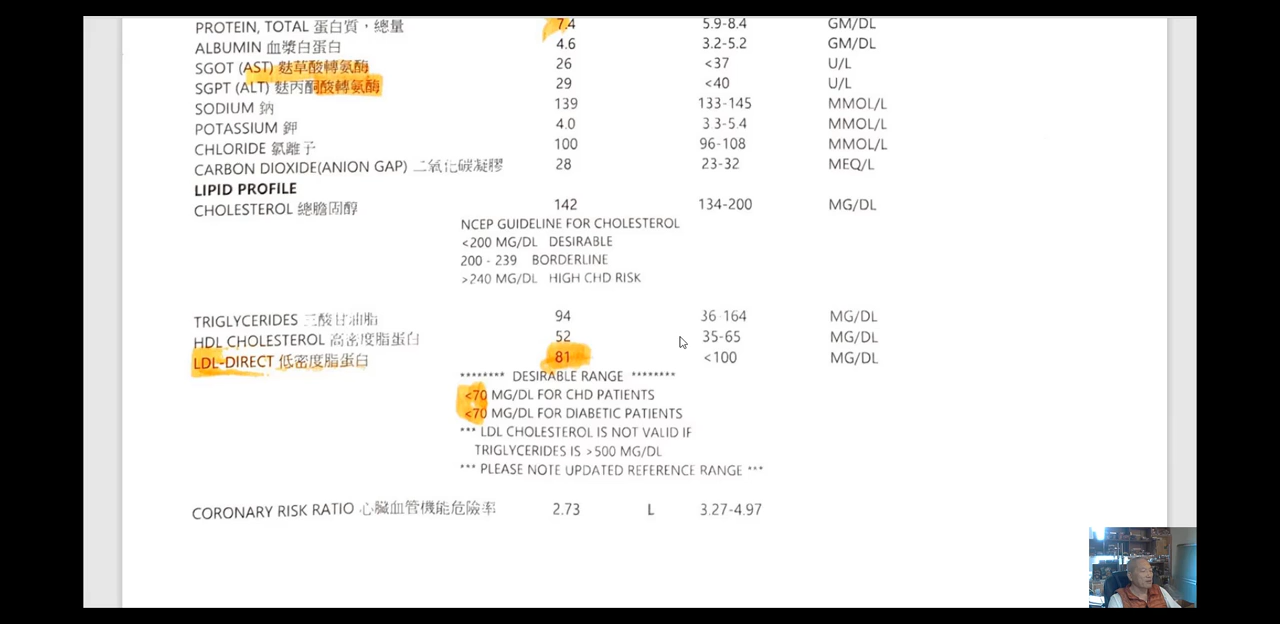 PROTEIN, TOTAL 蛋白質，總量 7.4 5.9-8.4 GM/DL
ALBUMIN 血漿白蛋白 4.6 3.2-5.2 GM/DL
SGOT (AST) 麩草酸轉氨酶 26 <37 U/L
SGPT (ALT) 麩丙酮酸轉氨酶 29 <40 U/L
SODIUM 鈉 139 133-145 MMOL/L
POTASSIUM 鉀 4.0 3.3-5.4 MMOL/L
CHLORIDE 氯離子 100 96-108 MMOL/L
CARBON DIOXIDE(ANION GAP) 二氧化碳凝膠 28 23-32 MEQ/L
LIPID PROFILE
CHOLESTEROL 總膽固醇 142 134-200 MG/DL
NCEP GUIDELINE FOR CHOLESTEROL
<200 MG/DL DESIRABLE
200 - 239 BORDERLINE
>240 MG/DL HIGH CHD RISK
TRIGLYCERIDES 三酸甘油脂 94 36-164 MG/DL
HDL CHOLESTEROL 高密度脂蛋白 52 35-65 MG/DL
LDL-DIRECT 低密度脂蛋白 81 <100 MG/DL
******** DESIRABLE RANGE ********
<70 MG/DL FOR CHD PATIENTS
<70 MG/DL FOR DIABETIC PATIENTS
*** LDL CHOLESTEROL IS NOT VALID IF
TRIGLYCERIDES IS >500 MG/DL
*** PLEASE NOTE UPDATED REFERENCE RANGE ***
CORONARY RISK RATIO 心臟血管機能危險率 2.73 L 3.27-4.97